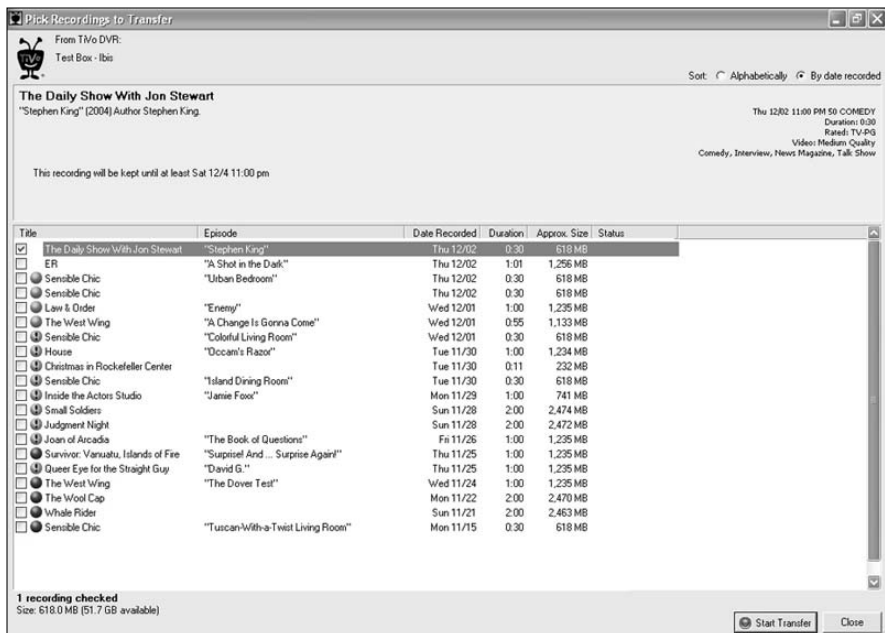 Pick Recordings to Transfer
TiVo
From TiVo DVR:
Test Box - Ibis
Sort: Alphabetically By date recorded
The Daily Show With Jon Stewart
"Stephen King" (2004) Author Stephen King.
Thu 12/02 11:00 PM 50 COMEDY
Duration: 0:30
Rated: TV-PG
Video: Medium Quality
Comedy, Interview, News Magazine, Talk Show
This recording will be kept until at least Sat 12/4 11:00 pm
Title Episode Date Recorded Duration Approx. Size Status
The Daily Show With Jon Stewart "Stephen King" Thu 12/02 0:30 618 MB
ER "A Shot in the Dark" Thu 12/02 1:01 1,256 MB
Sensible Chic "Urban Bedroom" Thu 12/02 0:30 618 MB
Sensible Chic Thu 12/02 0:30 618 MB
Law & Order "Enemy" Wed 12/01 1:00 1,235 MB
The West Wing "A Change Is Gonna Come" Wed 12/01 0:55 1,133 MB
Sensible Chic "Colorful Living Room" Wed 12/01 0:30 618 MB
House "Occam's Razor" Tue 11/30 1:00 1,234 MB
Christmas in Rockefeller Center Tue 11/30 0:11 232 MB
Sensible Chic "Island Dining Room" Tue 11/30 0:30 618 MB
Inside the Actors Studio "Jamie Foxx" Mon 11/29 1:00 741 MB
Small Soldiers Sun 11/28 2:00 2,474 MB
Judgment Night Sun 11/28 2:00 2,472 MB
Joan of Arcadia "The Book of Questions" Fri 11/26 1:00 1,235 MB
Survivor: Vanuatu, Islands of Fire "Surprise! And ... Surprise Again!" Thu 11/25 1:00 1,235 MB
Queer Eye for the Straight Guy "David G." Thu 11/25 1:00 1,235 MB
The West Wing "The Dover Test" Wed 11/24 1:00 1,235 MB
The Wool Cap Mon 11/22 2:00 2,470 MB
Whale Rider Sun 11/21 2:00 2,463 MB
Sensible Chic "Tuscan-With-a-Twist Living Room" Mon 11/15 0:30 618 MB
1 recording checked
Size: 618.0 MB (51.7 GB available)
Start Transfer Close